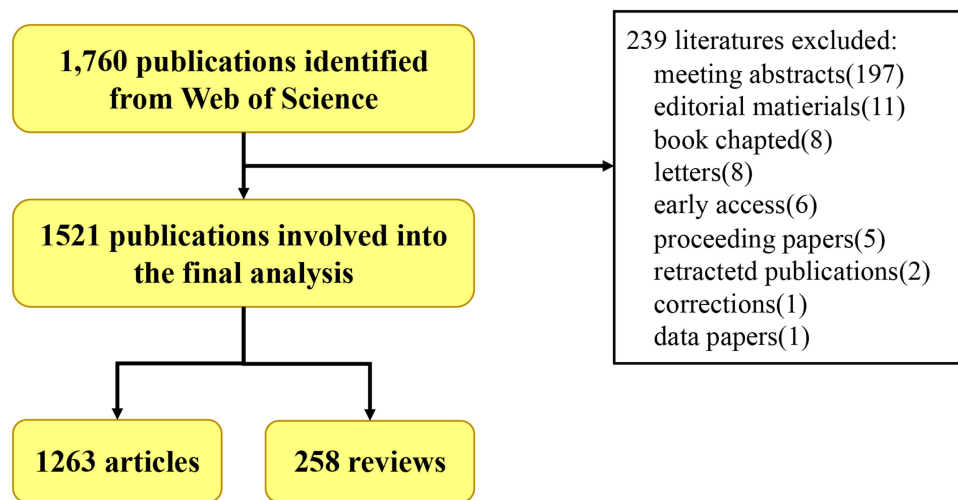 1,760 publications identified
from Web of Science
239 literatures excluded:
meeting abstracts(197)
editorial matierials(11)
book chapted(8)
letters(8)
early access(6)
proceeding papers(5)
retractetd publications(2)
corrections(1)
data papers(1)
1521 publications involved into
the final analysis
1263 articles
258 reviews